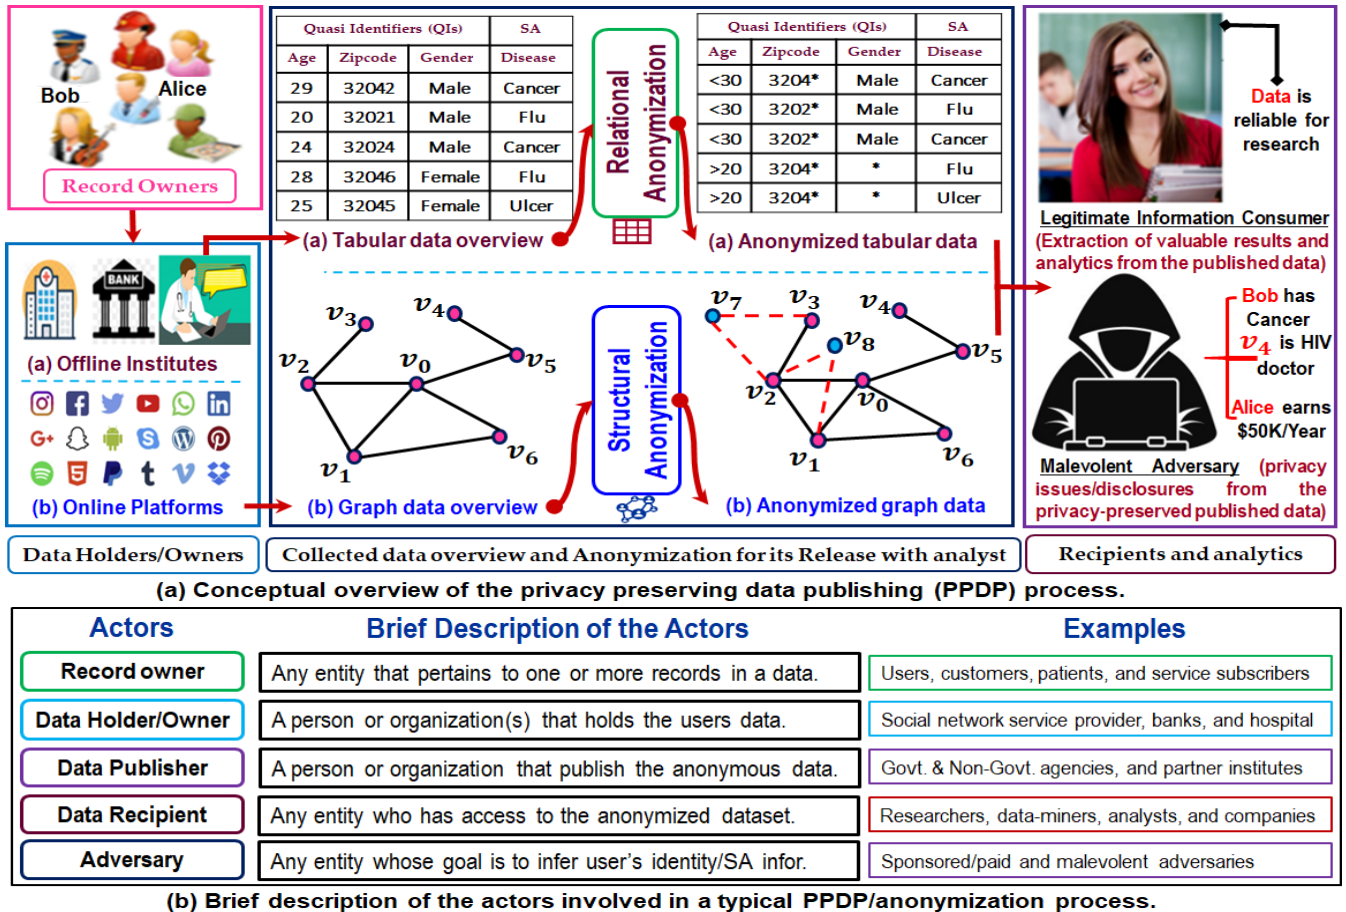 Bob
Alice
Record Owners
BANK
(a) Offline Institutes
(b) Online Platforms
Data Holders/Owners
Quasi Identifiers (QIs) SA
Age Zipcode Gender Disease
29 32042 Male Cancer
20 32021 Male Flu
24 32024 Male Cancer
28 32046 Female Flu
25 32045 Female Ulcer
(a) Tabular data overview
Relational
Anonymization
Quasi Identifiers (QIs) SA
Age Zipcode Gender Disease
<30 3204* Male Cancer
<30 3202* Male Flu
<30 3202* Male Cancer
>20 3204* * Flu
>20 3204* * Ulcer
(a) Anonymized tabular data
v3
v4
v2
v0
v5
v1
v6
(b) Graph data overview
Structural
Anonymization
v7
v3
v4
v8
v5
v2
v0
v1
v6
(b) Anonymized graph data
Collected data overview and Anonymization for its Release with analyst
Data is
reliable for
research
Legitimate Information Consumer
(Extraction of valuable results and
analytics from the published data)
Bob has
Cancer
v4 is HIV
doctor
Alice earns
$50K/Year
Malevolent Adversary (privacy
issues/disclosures from the
privacy-preserved published data)
Recipients and analytics
(a) Conceptual overview of the privacy preserving data publishing (PPDP) process.
Actors Brief Description of the Actors Examples
Record owner Any entity that pertains to one or more records in a data. Users, customers, patients, and service subscribers
Data Holder/Owner A person or organization(s) that holds the users data. Social network service provider, banks, and hospital
Data Publisher A person or organization that publish the anonymous data. Govt. & Non-Govt. agencies, and partner institutes
Data Recipient Any entity who has access to the anonymized dataset. Researchers, data-miners, analysts, and companies
Adversary Any entity whose goal is to infer user's identity/SA infor. Sponsored/paid and malevolent adversaries
(b) Brief description of the actors involved in a typical PPDP/anonymization process.